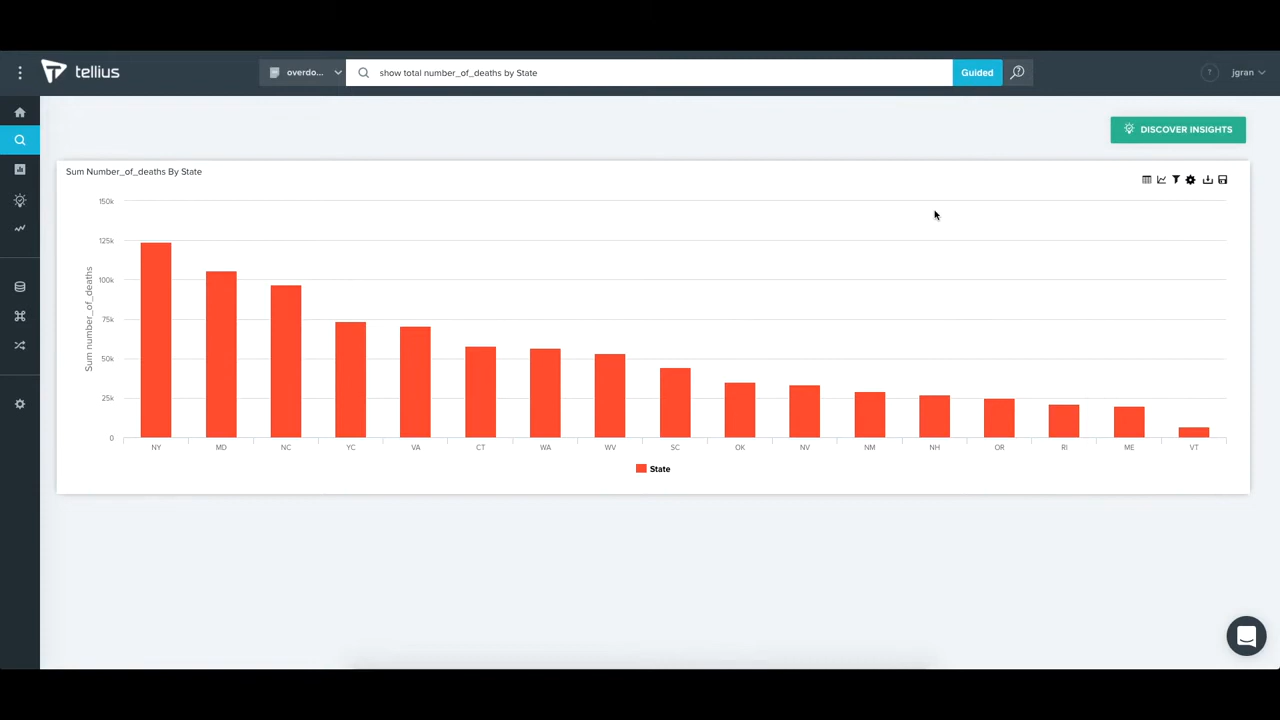 tellius
overdo...
show total number_of_deaths by State
Guided
?
jgran
DISCOVER INSIGHTS
Sum Number_of_deaths By State
150k
125k
100k
75k
50k
25k
0
Sum number_of_deaths
NY MD NC YC VA CT WA WV SC OK NV NM NH OR RI ME VT
State